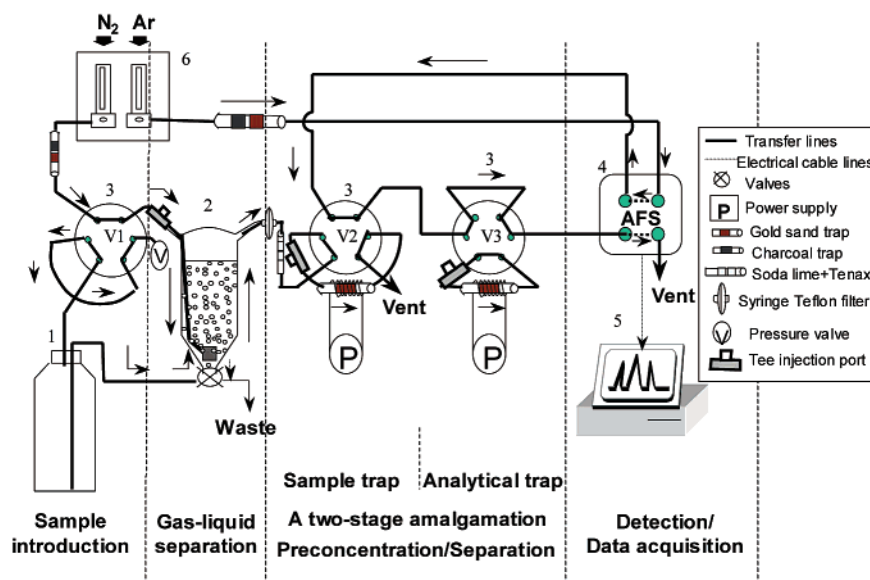 N2 Ar
6
3
V1
V
2
3
V2
3
V3
4
AFS
Vent
Vent
P
P
5
1
Waste
Transfer lines
Electrical cable lines
Valves
P Power supply
Gold sand trap
Charcoal trap
Soda lime+Tenax
Syringe Teflon filter
V Pressure valve
Tee injection port
Sample trap
Analytical trap
Sample introduction
Gas-liquid separation
A two-stage amalgamation
Preconcentration/Separation
Detection/
Data acquisition